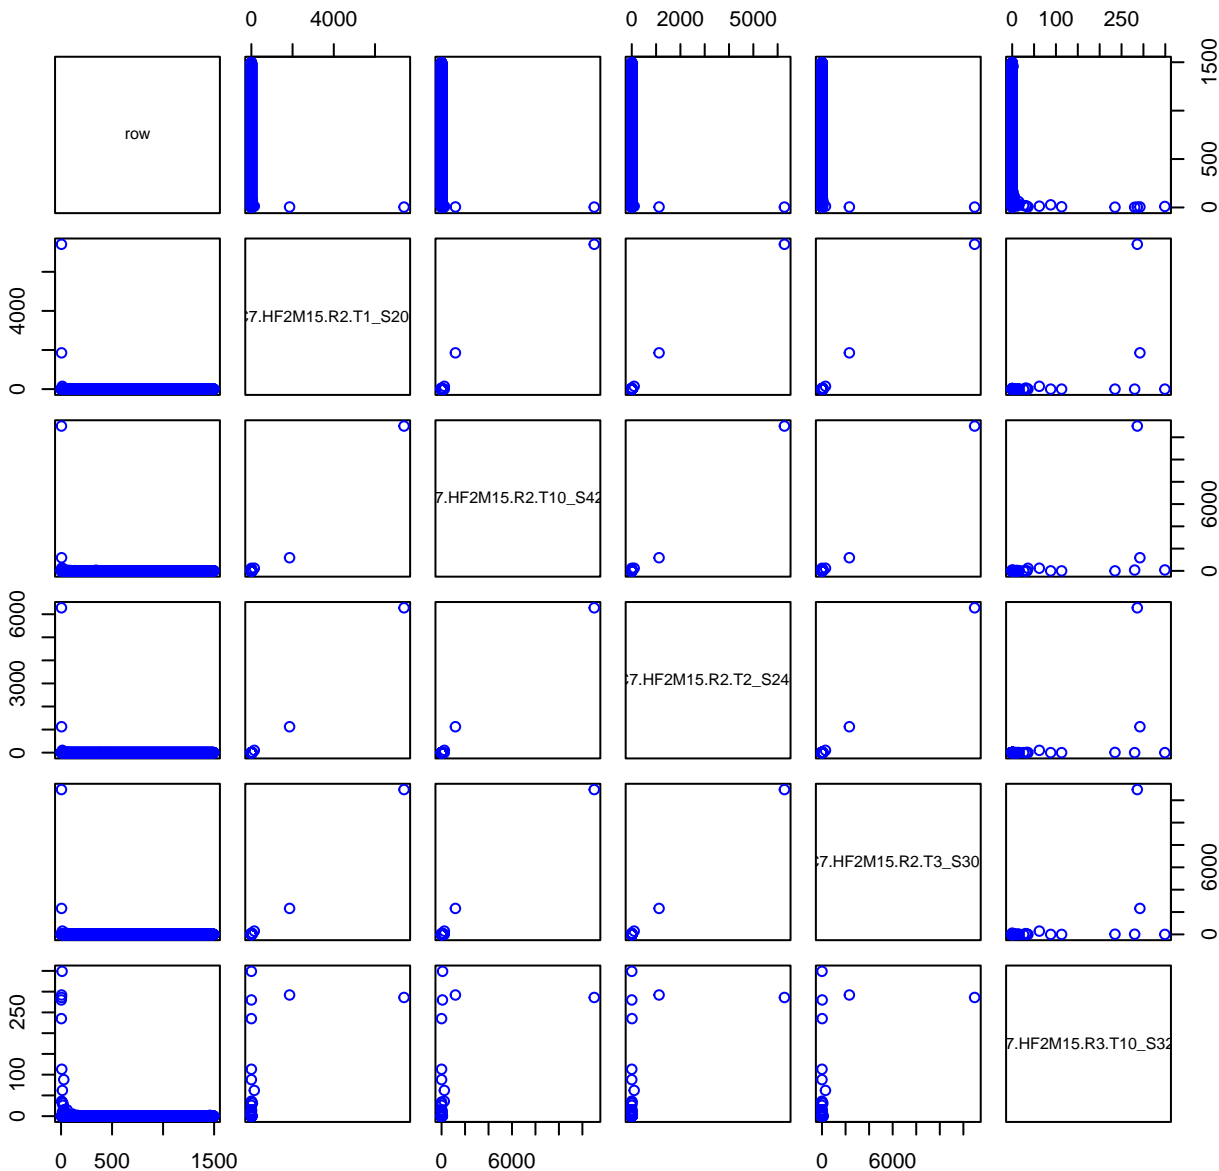 0 4000 0 2000 5000 0 100 250
row
0 500 1500
0 4000
7.HF2M15.R2.T1_S20
7.HF2M15.R2.T10_S42
0 6000
0 3000 6000
7.HF2M15.R2.T2_S24
7.HF2M15.R2.T3_S30
0 6000
0 100 250
7.HF2M15.R3.T10_S32
0 500 1500 0 6000 0 6000